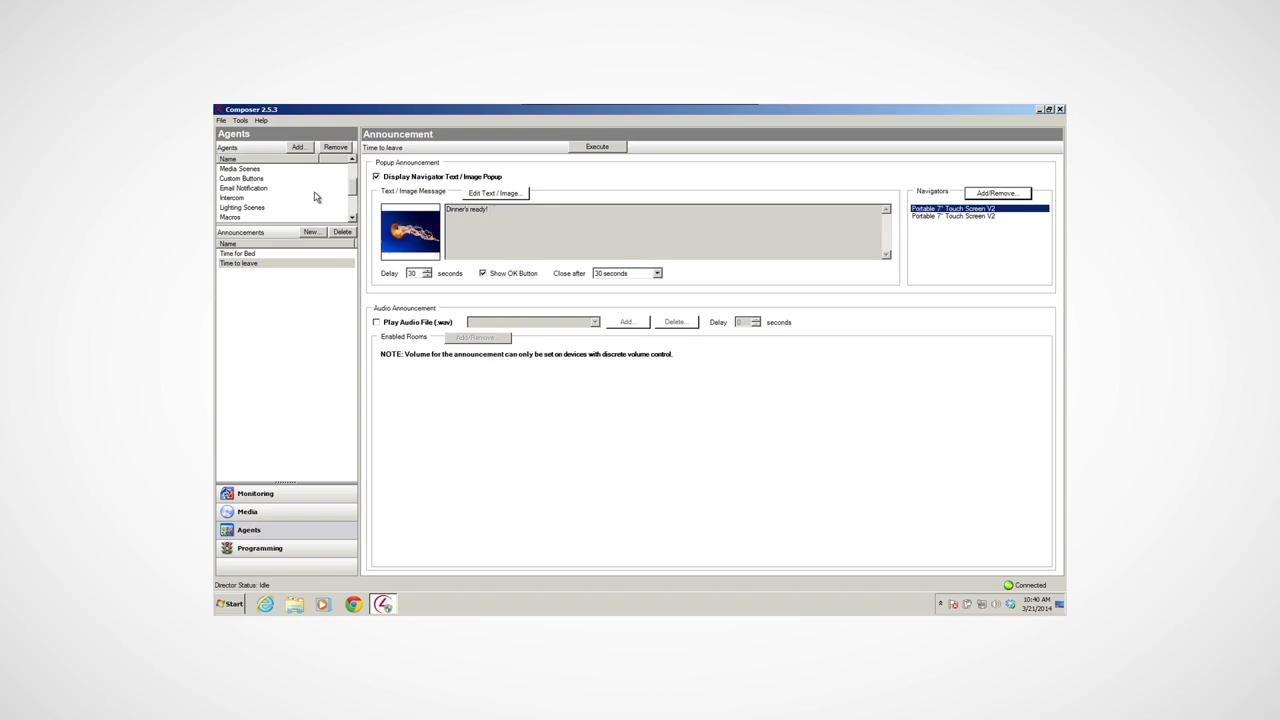 Composer 2.5.3
File Tools Help
Agents
Agents Add... Remove
Name
Media Scenes
Custom Buttons
Email Notification
Intercom
Lighting Scenes
Macros
Announcements New... Delete
Name
Time for Bed
Time to leave
Monitoring
Media
Agents
Programming
Announcement
Time to leave Execute
Popup Announcement
Display Navigator Text / Image Popup
Text / Image Message Edit Text / Image...
Dinner's ready!
Delay 30 seconds Show OK Button Close after 30 seconds
Navigators Add/Remove...
Portable 7" Touch Screen V2
Portable 7" Touch Screen V2
Audio Announcement
Play Audio File (.wav) Add... Delete... Delay 0 seconds
Enabled Rooms Add/Remove...
NOTE: Volume for the announcement can only be set on devices with discrete volume control.
Director Status: Idle Connected
Start 10:40 AM
3/21/2014